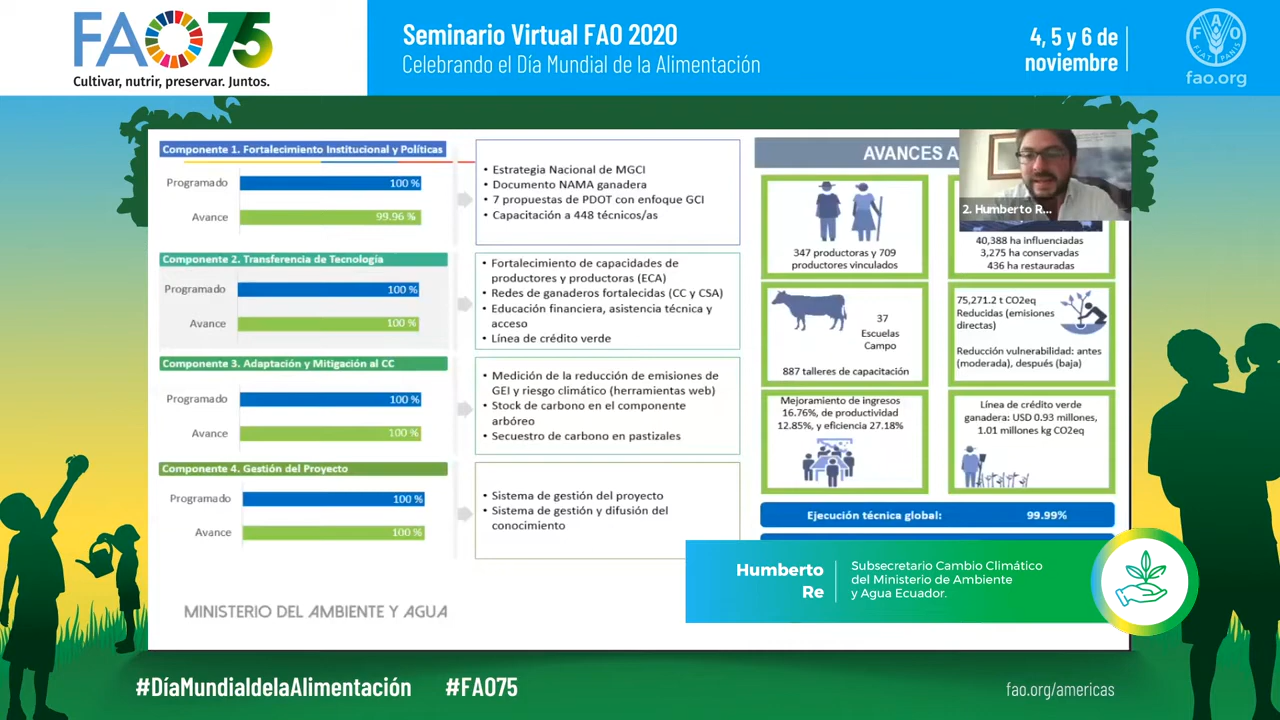 FAO75
Cultivar, nutrir, preservar. Juntos.
Seminario Virtual FAO 2020
Celebrando el Día Mundial de la Alimentación
4, 5 y 6 de
noviembre
FAO
FIAT PANIS
fao.org
Componente 1. Fortalecimiento Institucional y Políticas
Programado
100 %
Avance
99.96 %
• Estrategia Nacional de MGCI
• Documento NAMA ganadera
• 7 propuestas de PDOT con enfoque GCI
• Capacitación a 448 técnicos/as
Componente 2. Transferencia de Tecnología
Programado
100 %
Avance
100 %
• Fortalecimiento de capacidades de
productores y productoras (ECA)
• Redes de ganaderos fortalecidas (CC y CSA)
• Educación financiera, asistencia técnica y
acceso
• Línea de crédito verde
Componente 3. Adaptación y Mitigación al CC
Programado
100 %
Avance
100 %
• Medición de la reducción de emisiones de
GEI y riesgo climático (herramientas web)
• Stock de carbono en el componente
arbóreo
• Secuestro de carbono en pastizales
Componente 4. Gestión del Proyecto
Programado
100 %
Avance
100 %
• Sistema de gestión del proyecto
• Sistema de gestión y difusión del
conocimiento
MINISTERIO DEL AMBIENTE Y AGUA
AVANCES A
2. Humberto R...
347 productoras y 709
productores vinculados
40,388 ha influenciadas
3,275 ha conservadas
436 ha restauradas
37
Escuelas
Campo
887 talleres de capacitación
75,271.2 t CO2eq
Reducidas (emisiones
directas)
Reducción vulnerabilidad: antes
(moderada), después (baja)
Mejoramiento de ingresos
16.76%, de productividad
12.85%, y eficiencia 27.18%
Línea de crédito verde
ganadera: USD 0.93 millones,
1.01 millones kg CO2eq
Ejecución técnica global: 99.99%
Humberto
Re
Subsecretario Cambio Climático
del Ministerio de Ambiente
y Agua Ecuador.
#DíaMundialdelaAlimentación #FAO75
fao.org/americas